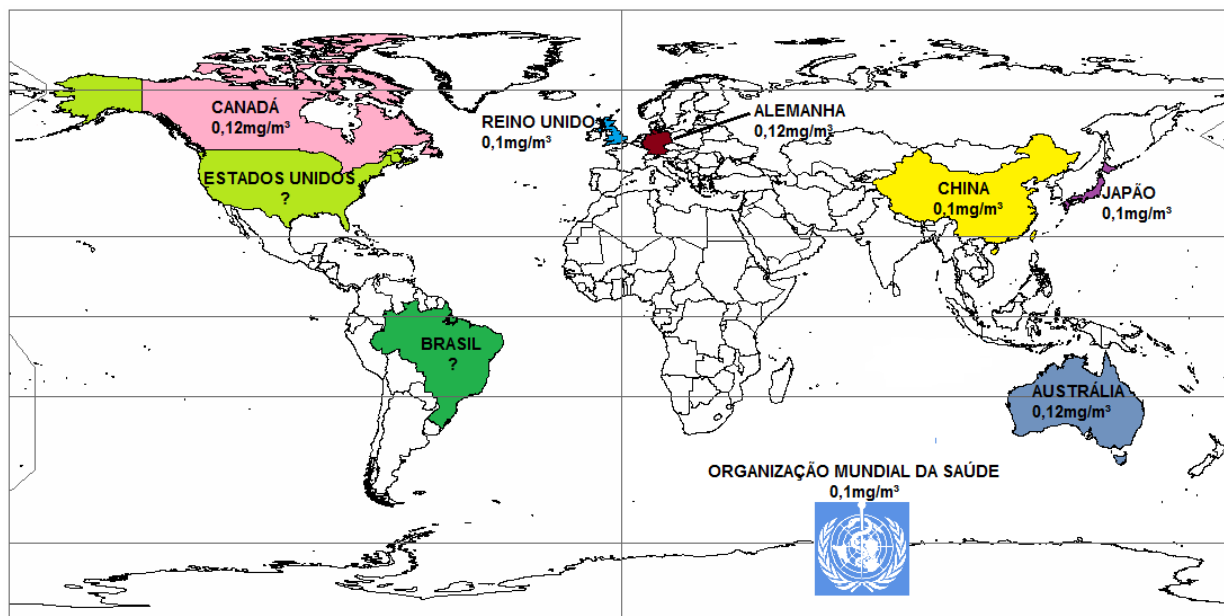 CANADÁ
0,12mg/m³
ESTADOS UNIDOS
?
REINO UNIDO
0,1mg/m³
ALEMANHA
0,12mg/m³
CHINA
0,1mg/m³
JAPÃO
0,1mg/m³
BRASIL
?
AUSTRÁLIA
0,12mg/m³
ORGANIZAÇÃO MUNDIAL DA SAÚDE
0,1mg/m³